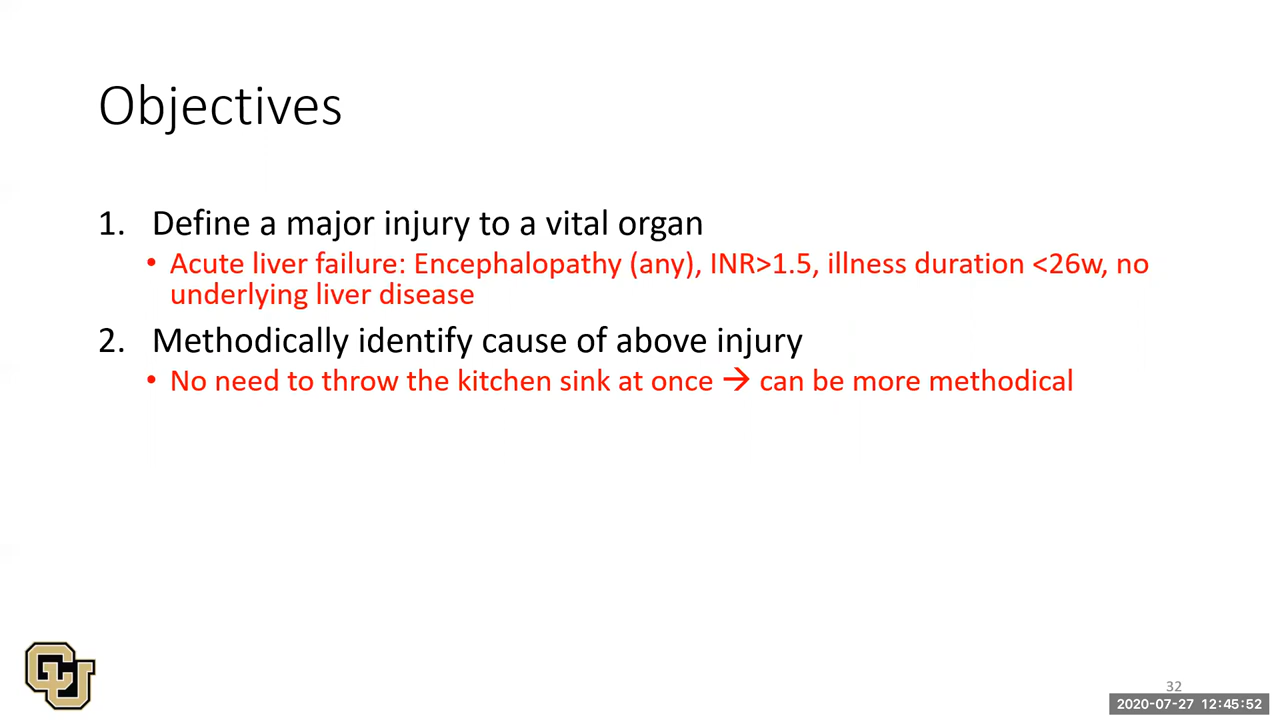 Objectives
1. Define a major injury to a vital organ
• Acute liver failure: Encephalopathy (any), INR>1.5, illness duration <26w, no
underlying liver disease
2. Methodically identify cause of above injury
• No need to throw the kitchen sink at once → can be more methodical
CU
32
2020-07-27 12:45:52